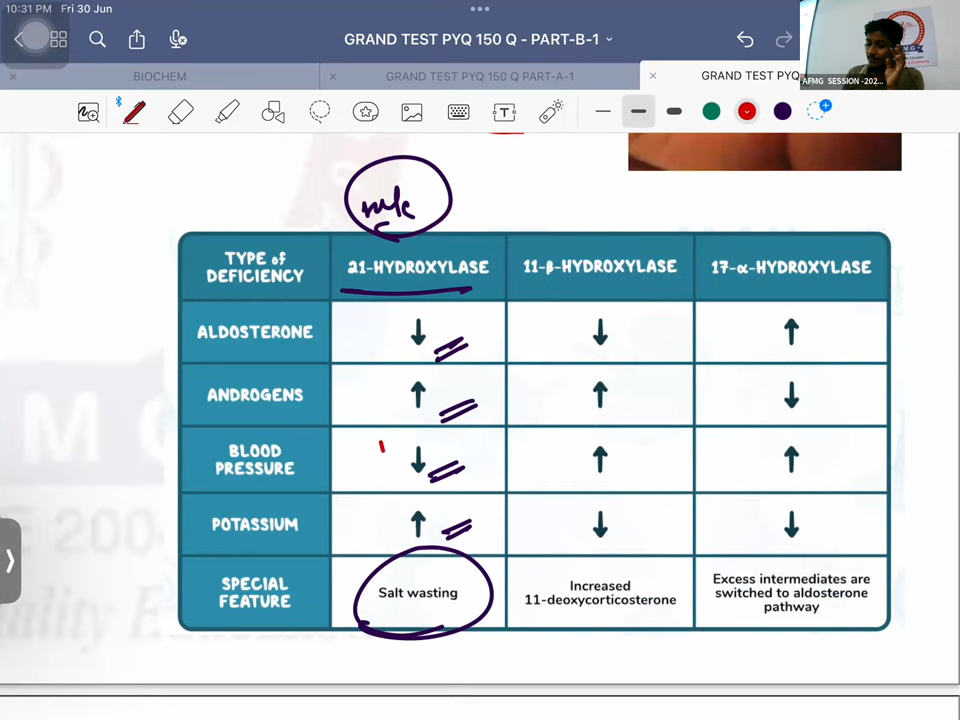 10:31 PM Fri 30 Jun
GRAND TEST PYQ 150 Q - PART-B-1
BIOCHEM
GRAND TEST PYQ 150 Q PART-A-1
GRAND TEST PYQ
AFMG SESSION -202...
TYPE of DEFICIENCY
21-HYDROXYLASE
11-β-HYDROXYLASE
17-α-HYDROXYLASE
ALDOSTERONE
↓
↓
↑
ANDROGENS
↑
↑
↓
BLOOD PRESSURE
↓
↑
↑
POTASSIUM
↑
↓
↓
SPECIAL FEATURE
Salt wasting
Increased
11-deoxycorticosterone
Excess intermediates are
switched to aldosterone
pathway